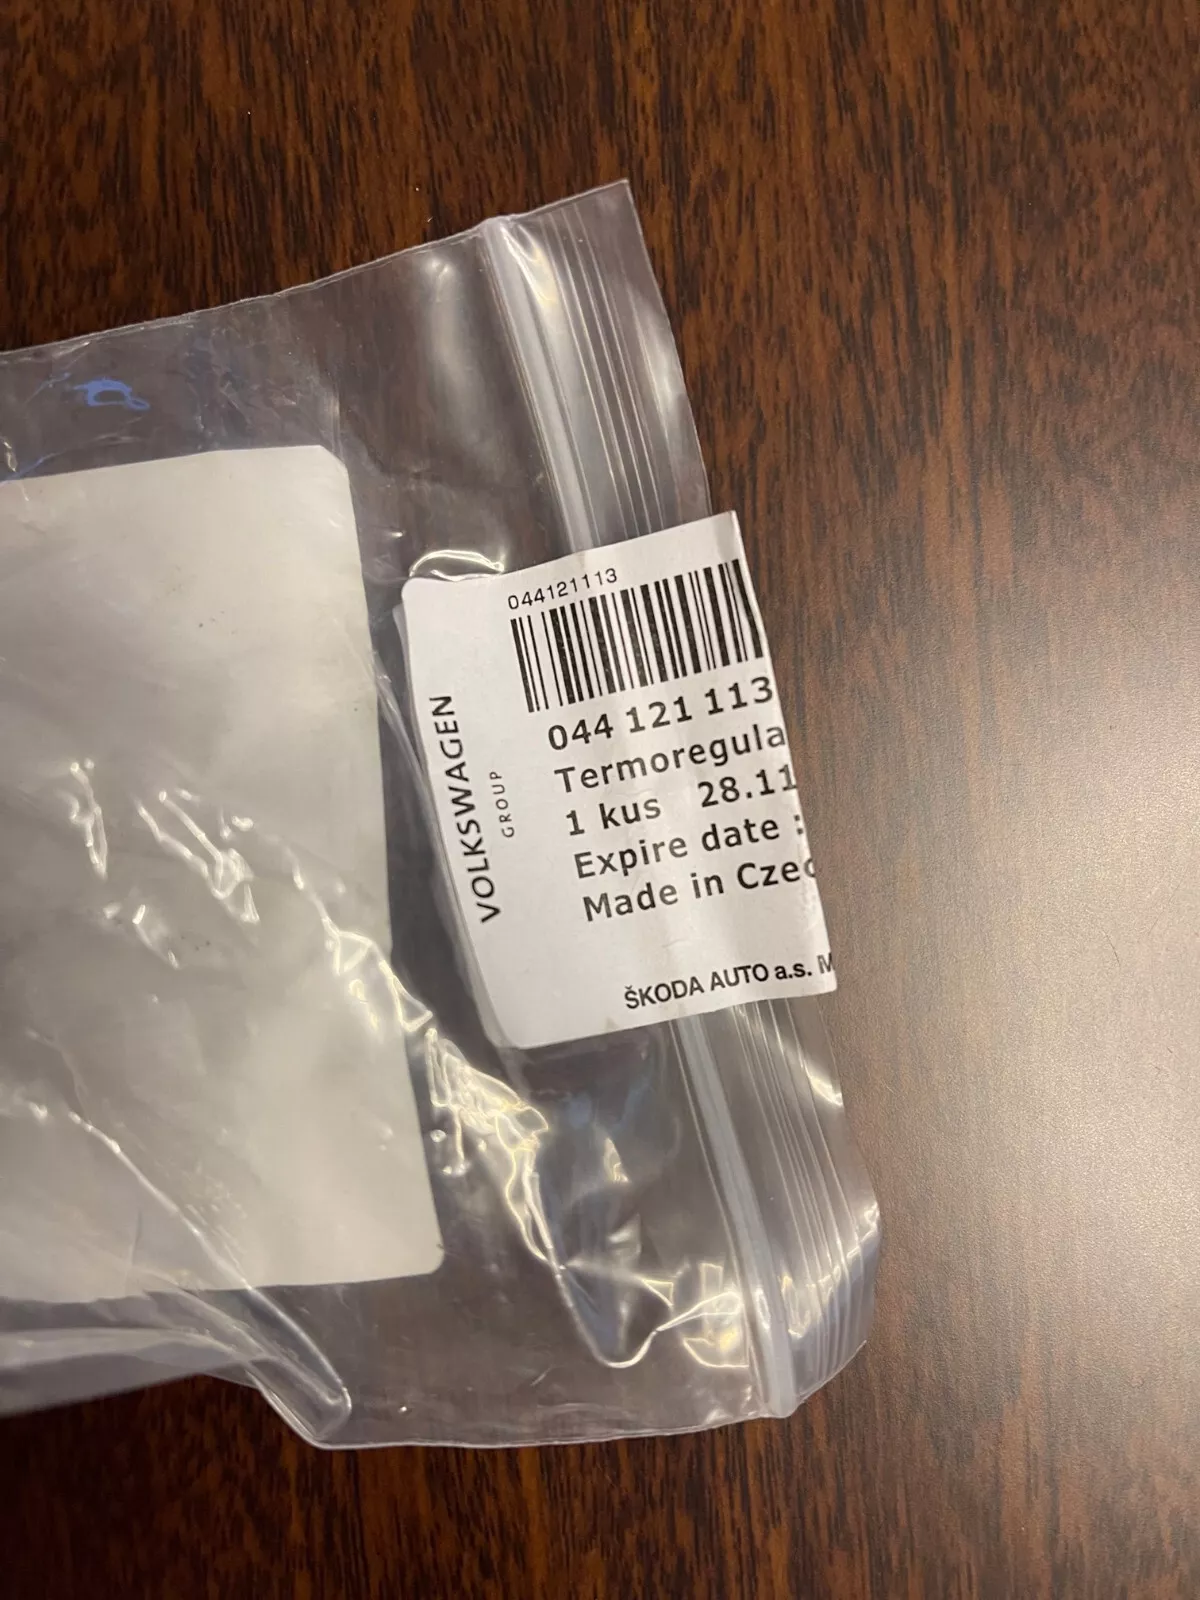 044121113
044 121 113
Termoregula
1 kus 28.11
Expire date :
Made in Czec
ŠKODA AUTO a.s. M
VOLKSWAGEN
GROUP